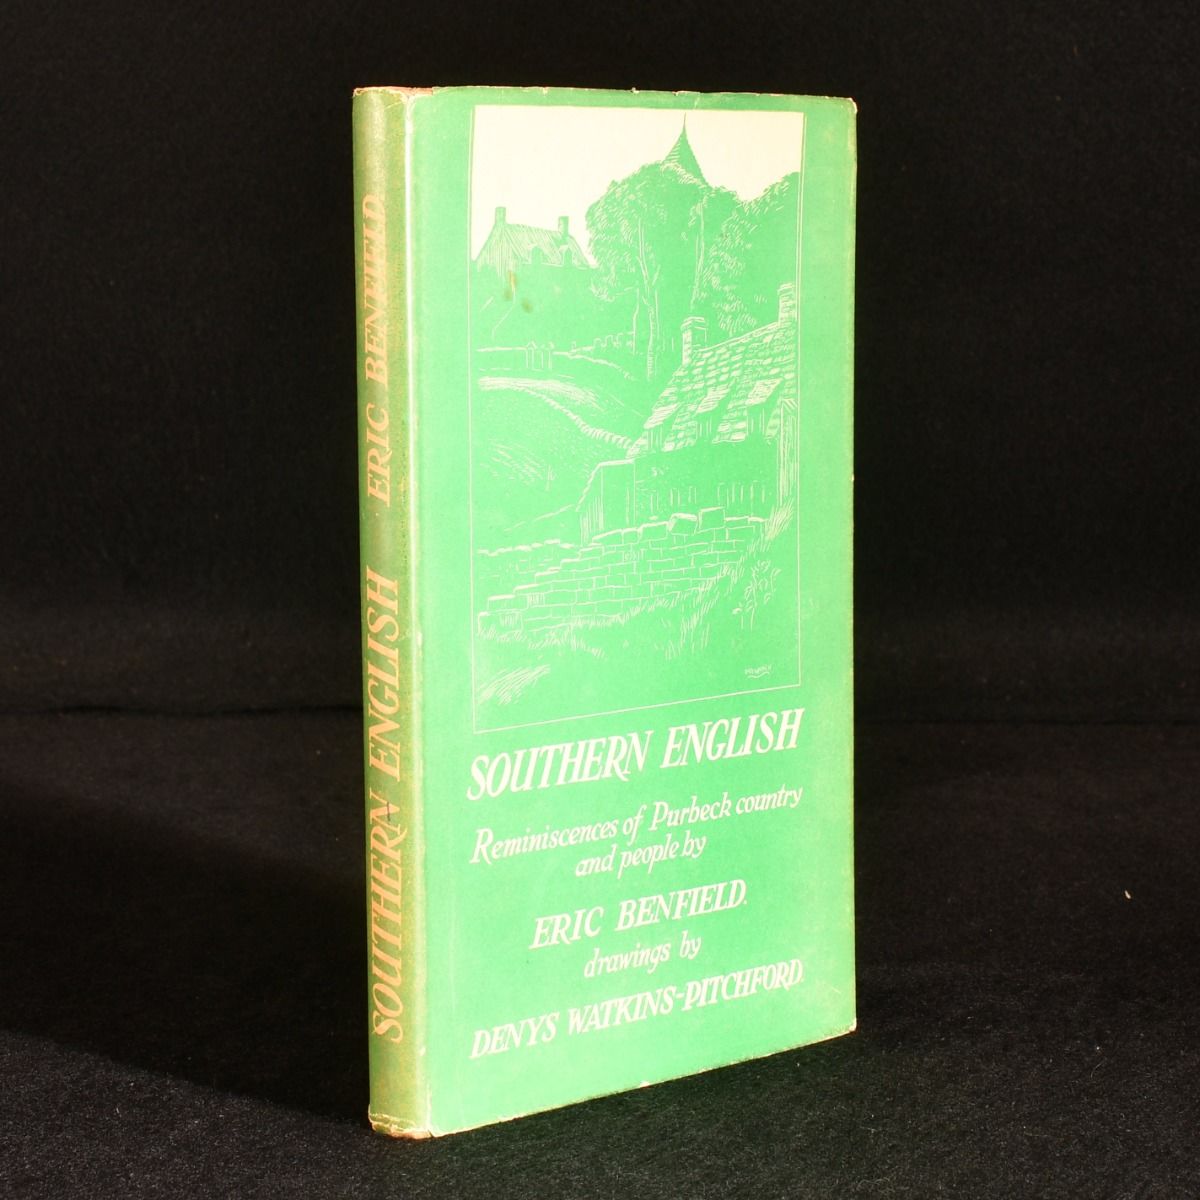 SOUTHERN ENGLISH ERIC BENFIELD
SOUTHERN ENGLISH
Reminiscences of Purbeck country
and people by
ERIC BENFIELD.
drawings by
DENYS WATKINS-PITCHFORD.